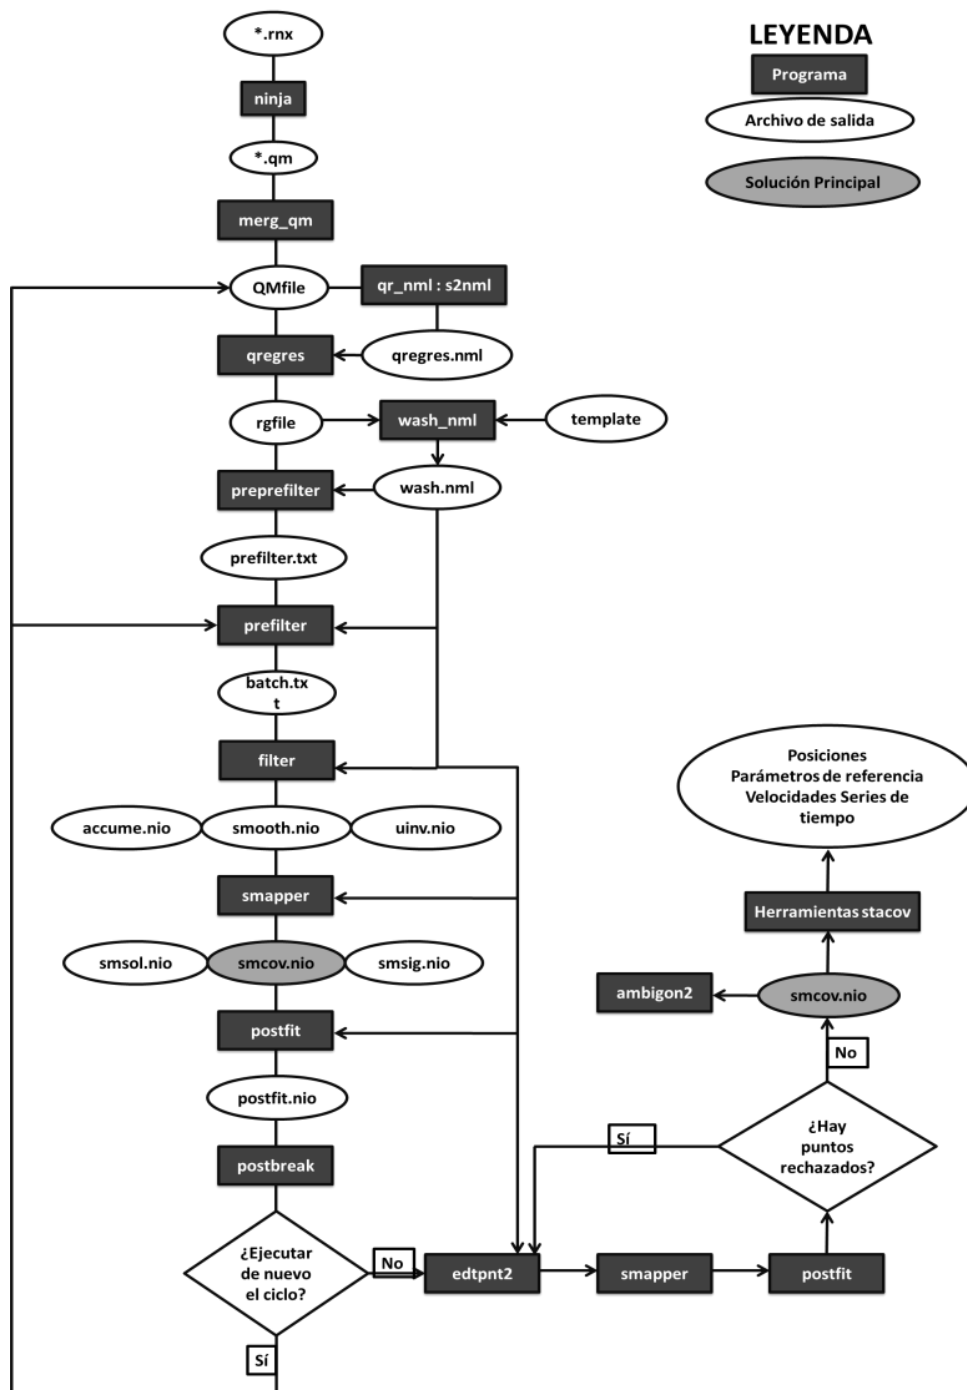 *.rnx
LEYENDA
Programa
ninja
Archivo de salida
*.qm
Solución Principal
merg_qm
QMfile
qr_nml : s2nml
qregres
qregres.nml
rgfile
wash_nml
template
preprefilter
wash.nml
prefilter.txt
prefilter
batch.tx
t
filter
Posiciones
Parámetros de referencia
Velocidades Series de
tiempo
accume.nio
smooth.nio
uinv.nio
smapper
Herramientas stacov
smsol.nio
smcov.nio
smsig.nio
ambigon2
smcov.nio
postfit
No
postfit.nio
¿Hay
puntos
rechazados?
Sí
postbreak
¿Ejecutar
de nuevo
el ciclo?
No
edtpnt2
smapper
postfit
Sí